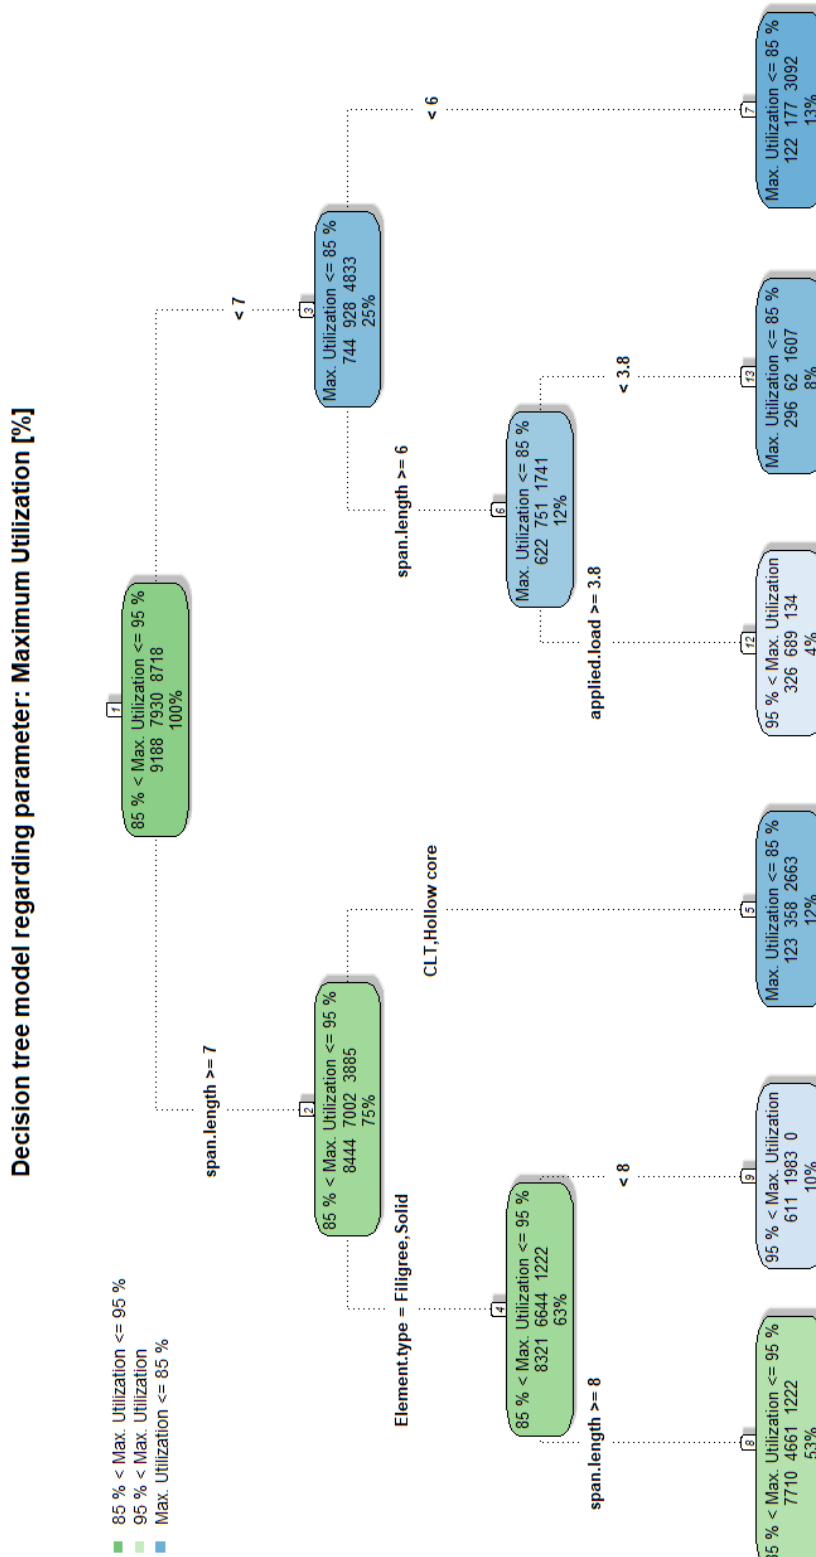 Decision tree model regarding parameter: Maximum Utilization [%]
85 % < Max. Utilization <= 95 %
95 % < Max. Utilization
Max. Utilization <= 85 %
1
85 % < Max. Utilization <= 95 %
9188 7930 8718
100%
span.length >= 7
< 7
2
85 % < Max. Utilization <= 95 %
8444 7002 3885
75%
3
Max. Utilization <= 85 %
744 928 4833
25%
Element.type = Filigree,Solid
CLT,Hollow core
span.length >= 6
< 6
4
85 % < Max. Utilization <= 95 %
8321 6644 1222
63%
6
Max. Utilization <= 85 %
622 751 1741
12%
span.length >= 8
< 8
applied.load >= 3.8
< 3.8
8
85 % < Max. Utilization <= 95 %
7710 4661 1222
53%
9
95 % < Max. Utilization
611 1983 0
10%
5
Max. Utilization <= 85 %
123 358 2663
12%
12
95 % < Max. Utilization
326 689 134
4%
13
Max. Utilization <= 85 %
296 62 1607
8%
7
Max. Utilization <= 85 %
122 177 3092
13%